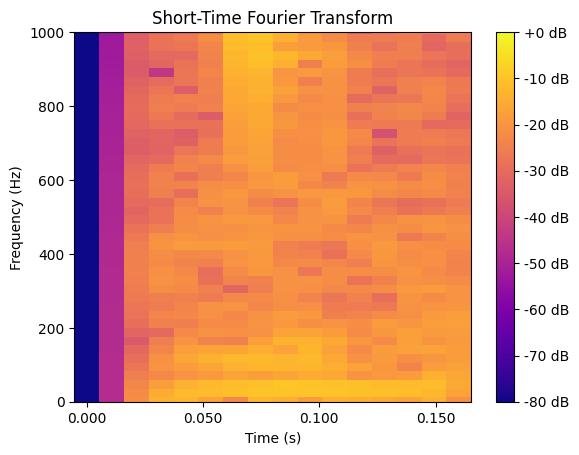 Short-Time Fourier Transform
1000
800
600
400
200
0
Frequency (Hz)
0.000
0.050
0.100
0.150
Time (s)
+0 dB
-10 dB
-20 dB
-30 dB
-40 dB
-50 dB
-60 dB
-70 dB
-80 dB